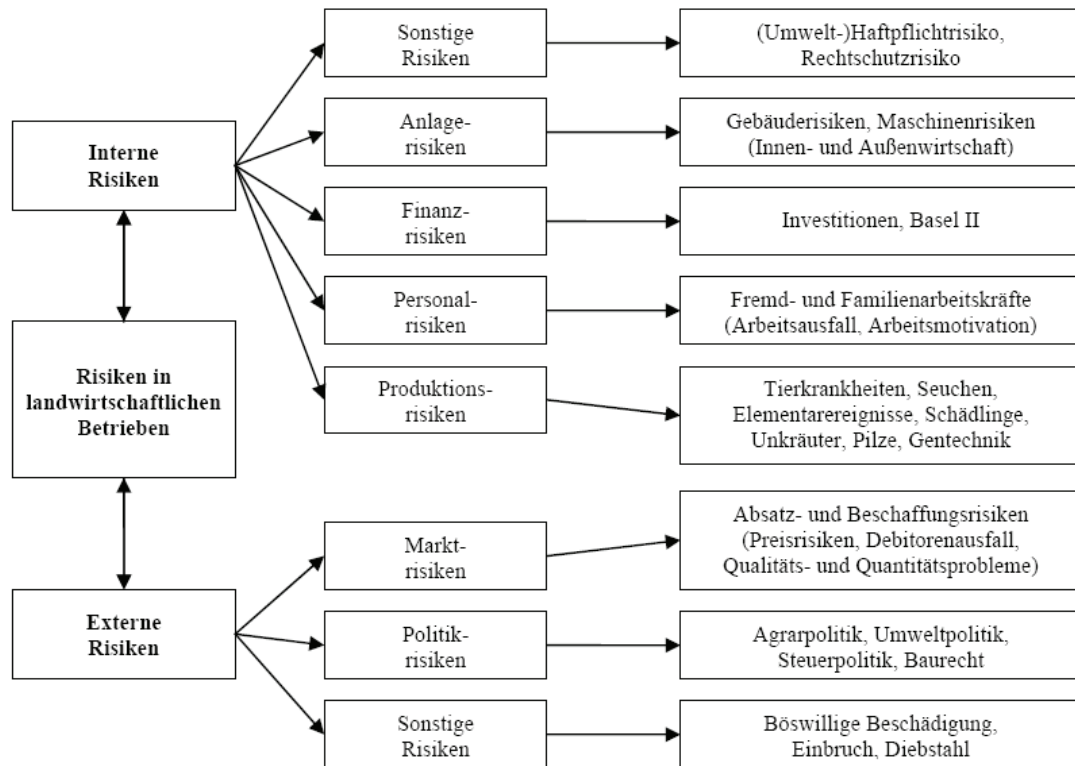 Sonstige
Risiken
(Umwelt-)Haftpflichtrisiko,
Rechtschutzrisiko
Interne
Risiken
Anlage-
risiken
Gebäuderisiken, Maschinenrisiken
(Innen- und Außenwirtschaft)
Finanz-
risiken
Investitionen, Basel II
Personal-
risiken
Fremd- und Familienarbeitskräfte
(Arbeitsausfall, Arbeitsmotivation)
Risiken in
landwirtschaftlichen
Betrieben
Produktions-
risiken
Tierkrankheiten, Seuchen,
Elementarereignisse, Schädlinge,
Unkräuter, Pilze, Gentechnik
Markt-
risiken
Absatz- und Beschaffungsrisiken
(Preisrisiken, Debitorenausfall,
Qualitäts- und Quantitätsprobleme)
Externe
Risiken
Politik-
risiken
Agrarpolitik, Umweltpolitik,
Steuerpolitik, Baurecht
Sonstige
Risiken
Böswillige Beschädigung,
Einbruch, Diebstahl